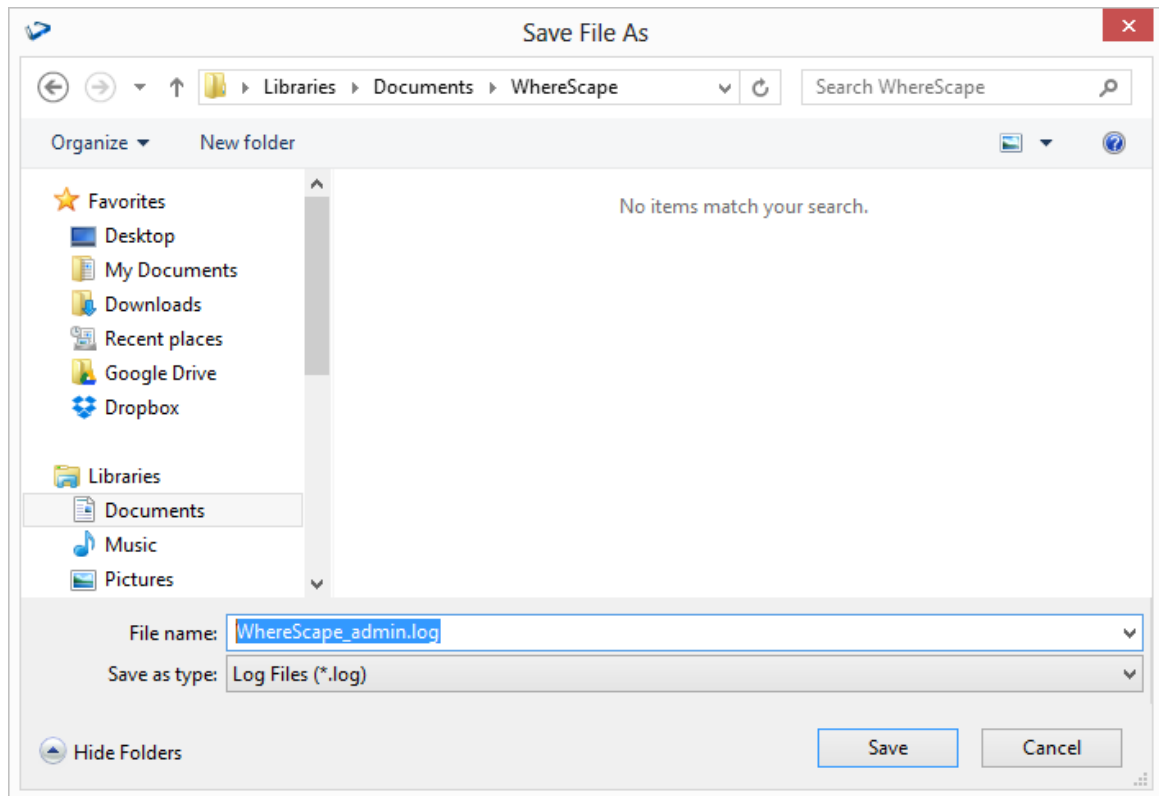 Save File As
Libraries Documents WhereScape
Search WhereScape
Organize New folder
Favorites
Desktop
My Documents
Downloads
Recent places
Google Drive
Dropbox
Libraries
Documents
Music
Pictures
No items match your search.
File name: WhereScape_admin.log
Save as type: Log Files (*.log)
Hide Folders
Save Cancel